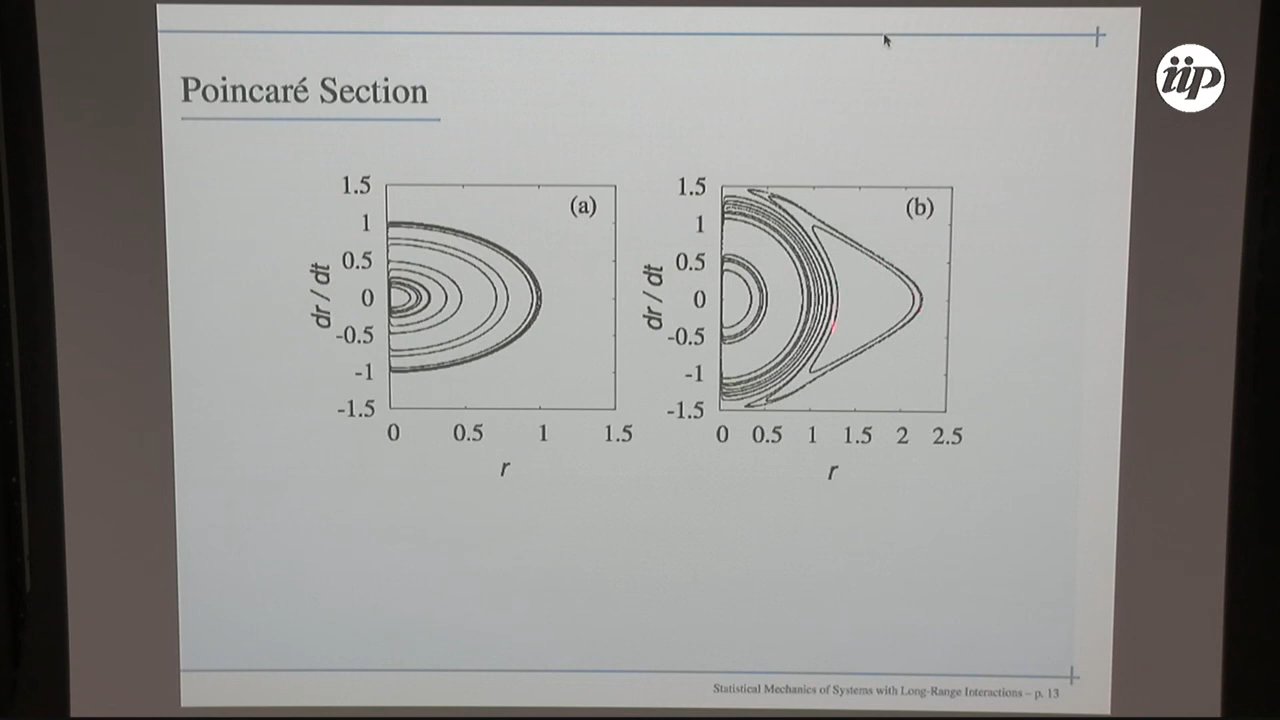 iip
Poincaré Section
1.5
1
0.5
0
-0.5
-1
-1.5
dr / dt
(a)
0 0.5 1 1.5
r
1.5
1
0.5
0
-0.5
-1
-1.5
dr / dt
(b)
0 0.5 1 1.5 2 2.5
r
Statistical Mechanics of Systems with Long-Range Interactions – p. 13